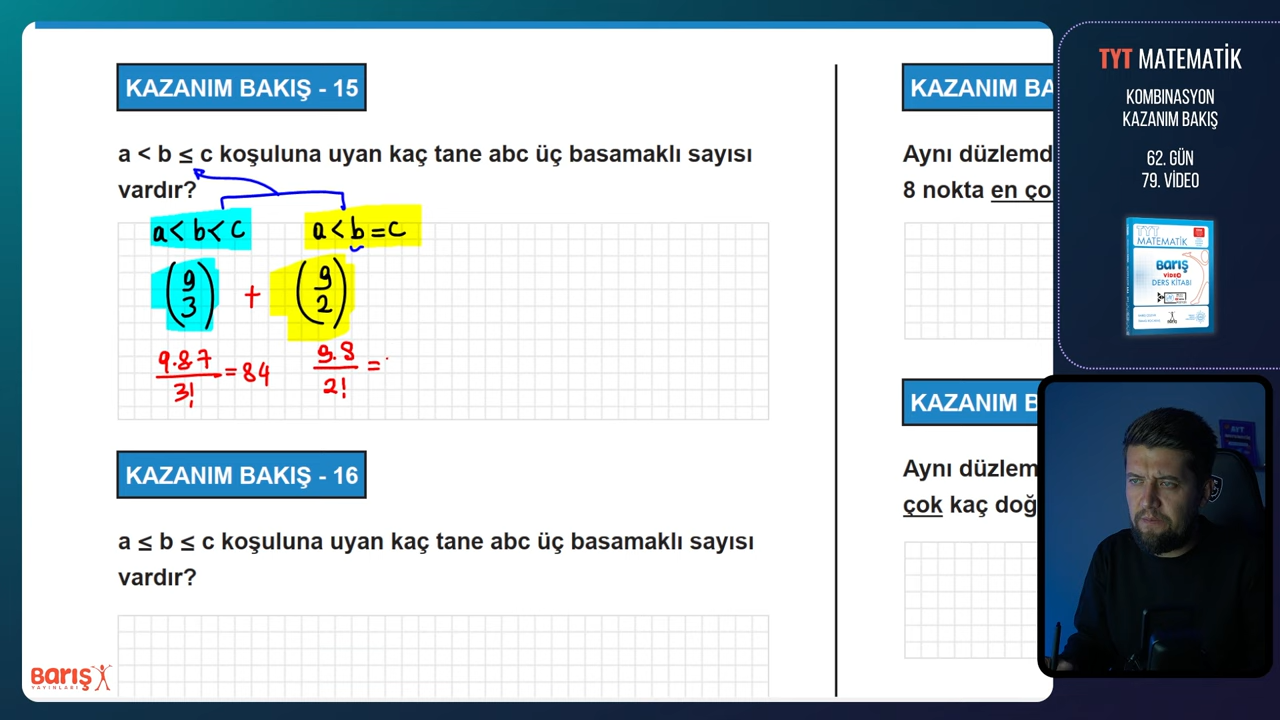 KAZANIM BAKIŞ - 15
a < b ≤ c koşuluna uyan kaç tane abc üç basamaklı sayısı
vardır?
a < b < c
a < b = c
(9 3) + (9 2)
9.8.7 / 3! = 84
9.8 / 2! =
KAZANIM BAKIŞ - 16
a ≤ b ≤ c koşuluna uyan kaç tane abc üç basamaklı sayısı
vardır?
BARIŞ
YAYINLARI
KAZANIM BA
Aynı düzlemd
8 nokta en ço
KAZANIM B
Aynı düzlem
çok kaç doğ
TYT MATEMATİK
KOMBINASYON
KAZANIM BAKIŞ
62. GÜN
79. VİDEO
TYT
MATEMATİK
Barış
VİDEO
DERS KİTABI